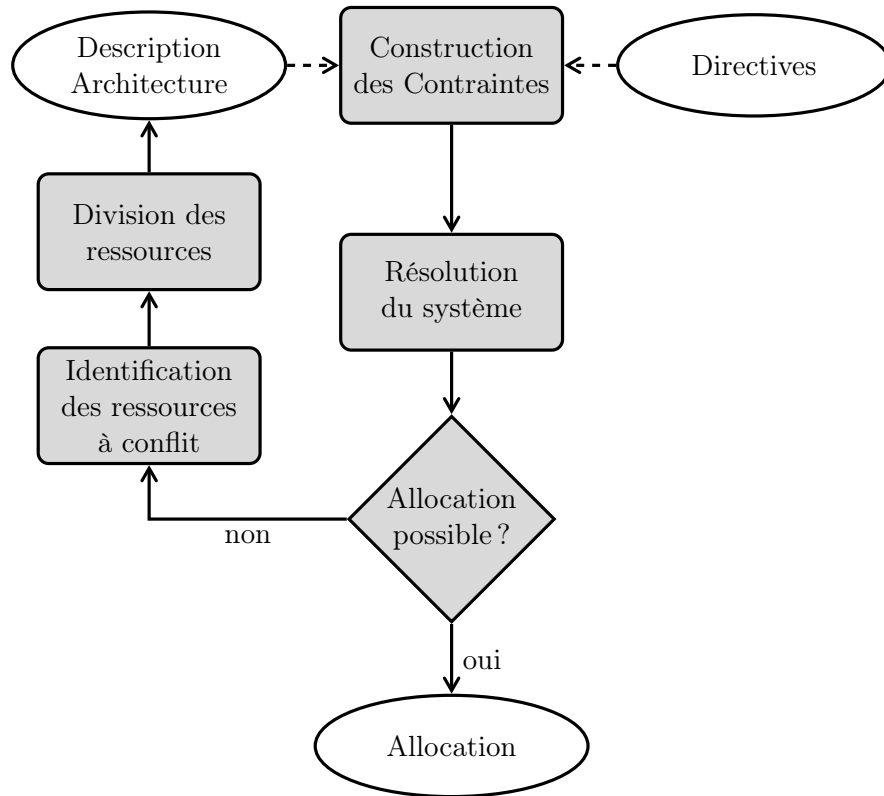 Description
Architecture
Construction
des Contraintes
Directives
Division des
ressources
Résolution
du système
Identification
des ressources
à conflit
Allocation
possible ?
non
oui
Allocation